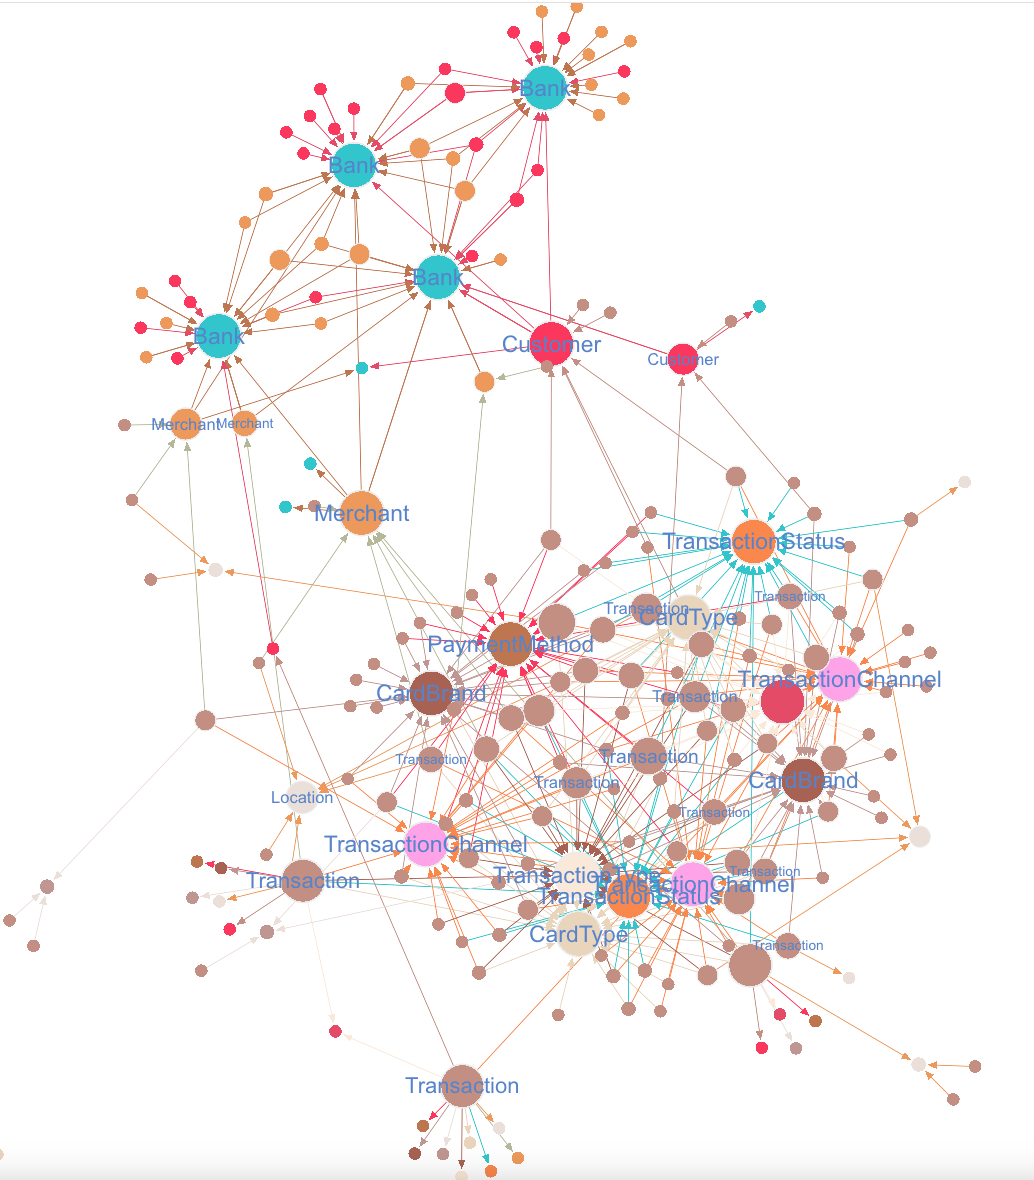 Bank
Bank
Bank
Bank
Customer
Customer
Merchant
Merchant
Merchant
TransactionStatus
Transaction
Transaction
CardType
PaymentMethod
TransactionChannel
CardBrand
Transaction
Transaction
Transaction
Transaction
CardBrand
Location
Transaction
TransactionChannel
Transaction
TransactionType
Transaction
TransactionChannel
TransactionStatus
CardType
Transaction
Transaction